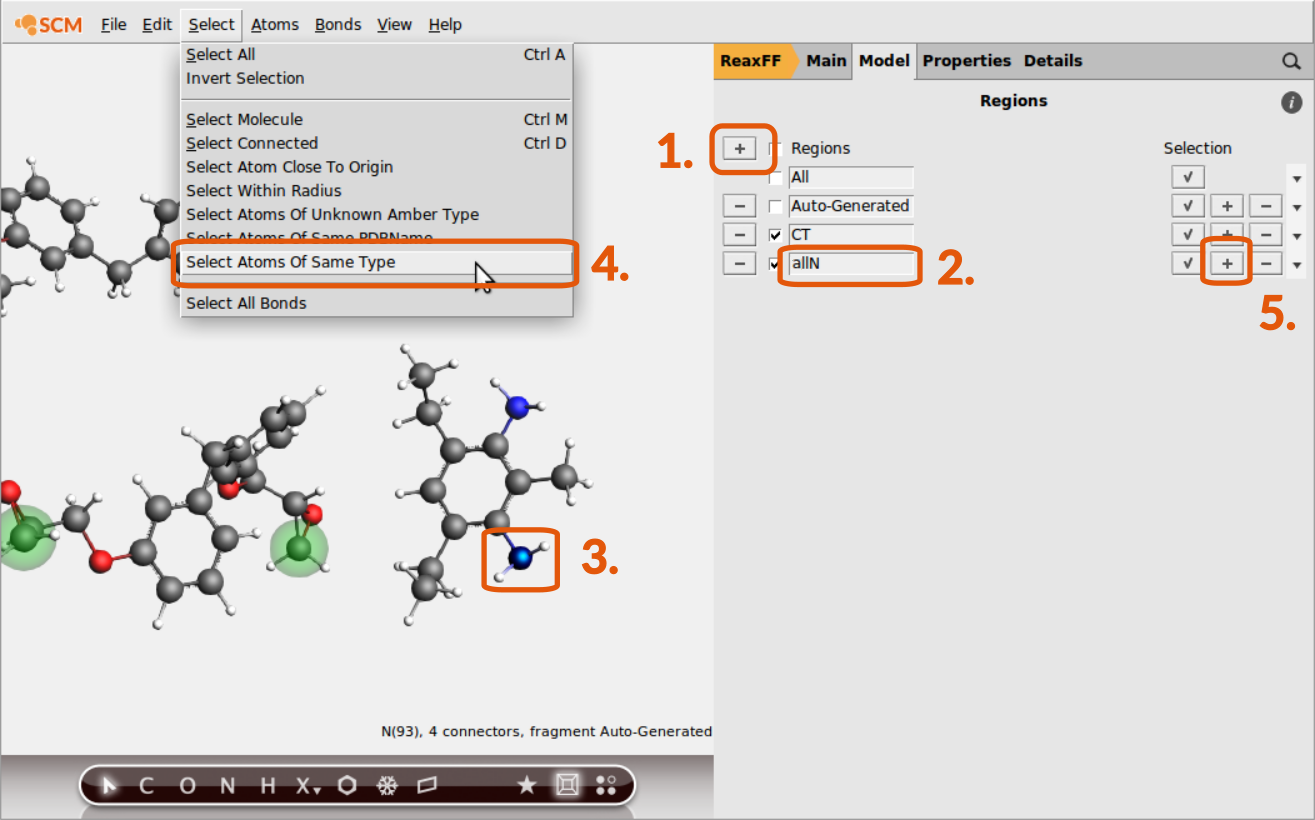 SCM File Edit Select Atoms Bonds View Help
Select All Ctrl A
Invert Selection
Select Molecule Ctrl M
Select Connected Ctrl D
Select Atom Close To Origin
Select Within Radius
Select Atoms Of Unknown Amber Type
Select Atoms Of Same PDBName
Select Atoms Of Same Type
4.
Select All Bonds
ReaxFF Main Model Properties Details
Regions
i
1.
+ Regions Selection
All √
− Auto-Generated √ + −
− CT √ + −
− allN √ + −
2.
5.
3.
N(93), 4 connectors, fragment Auto-Generated
C O N H X